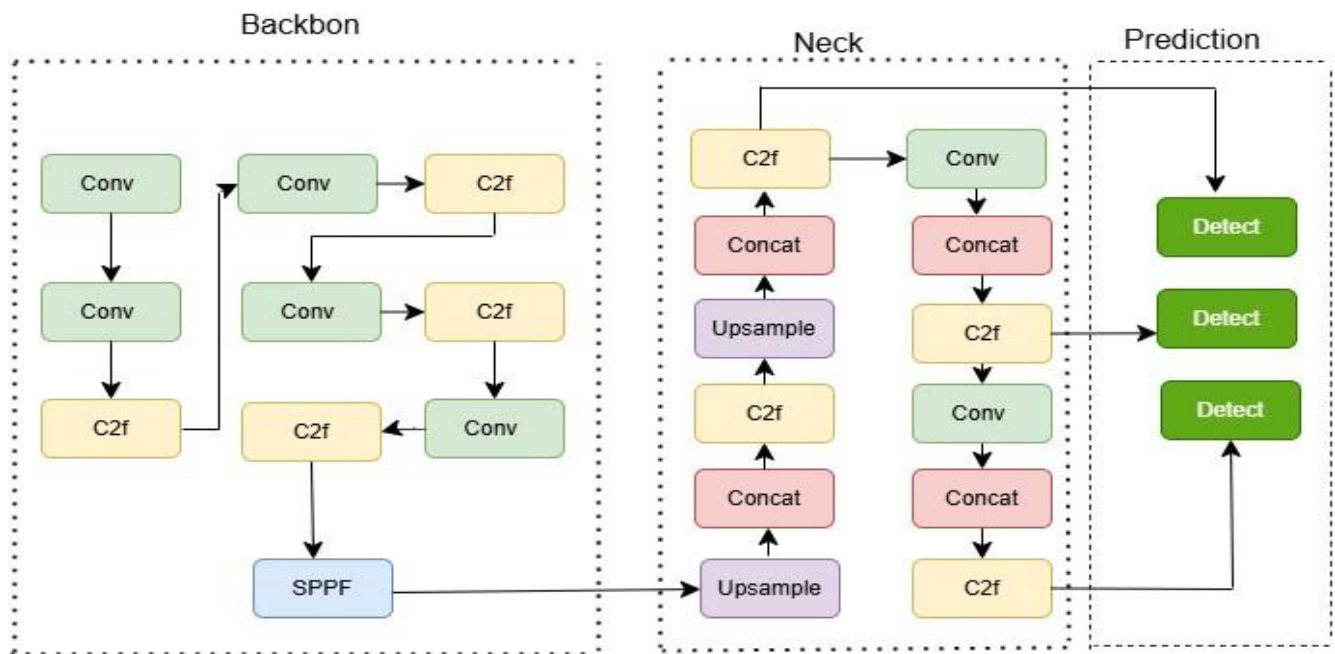 Backbon
Neck
Prediction
Conv
Conv
C2f
Conv
C2f
Conv
C2f
Conv
C2f
SPPF
C2f
Concat
Upsample
C2f
Concat
Upsample
Conv
Concat
C2f
Conv
Concat
C2f
Detect
Detect
Detect